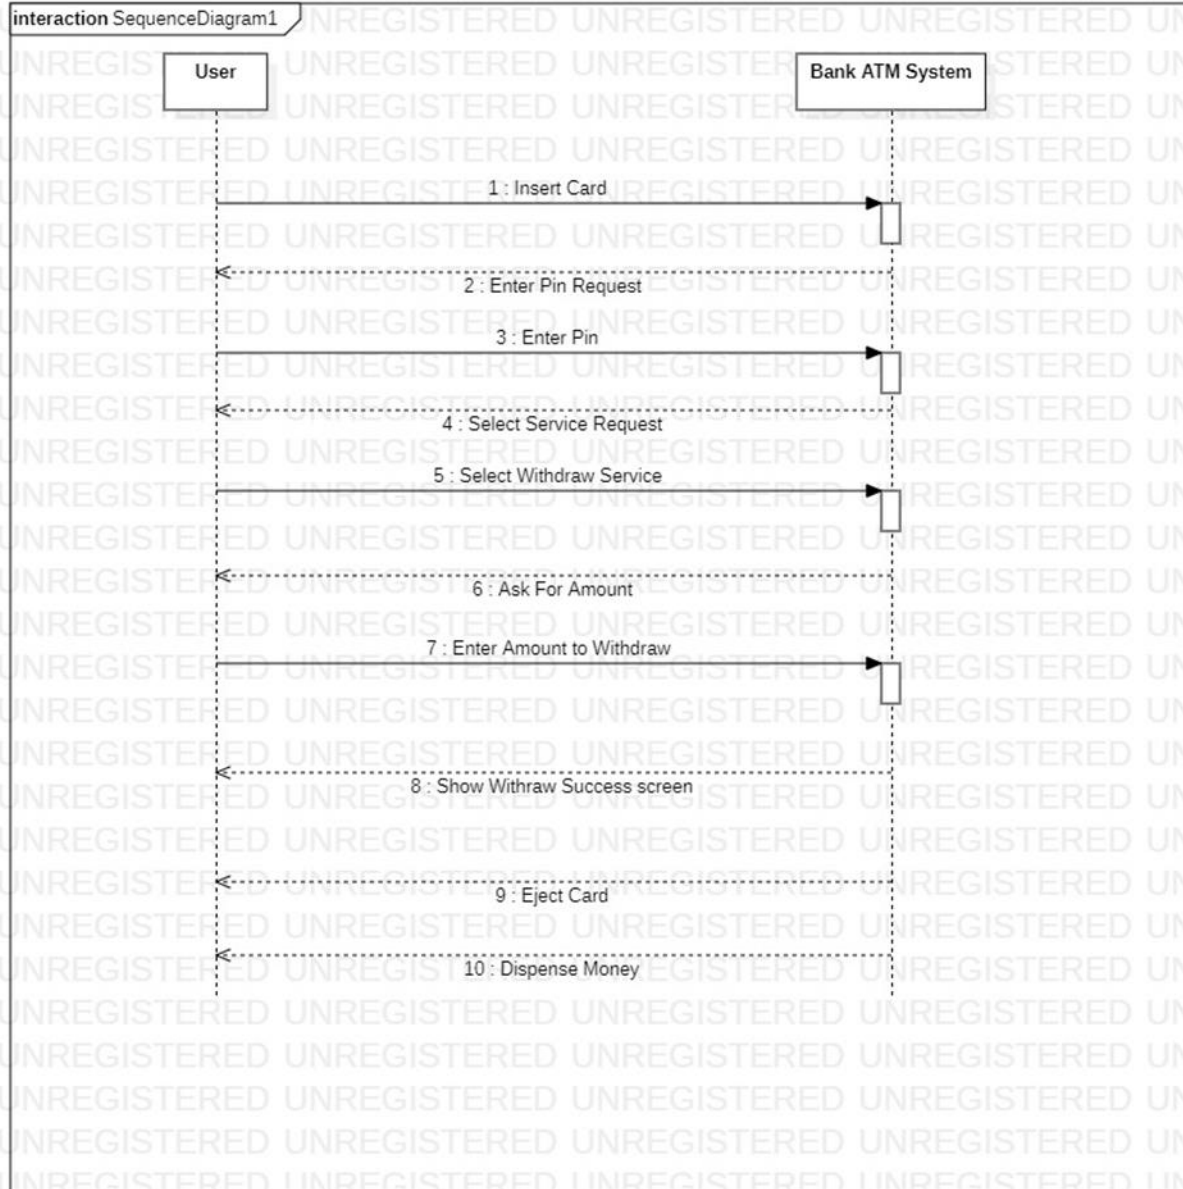 interaction SequenceDiagram1
User
Bank ATM System
1 : Insert Card
2 : Enter Pin Request
3 : Enter Pin
4 : Select Service Request
5 : Select Withdraw Service
6 : Ask For Amount
7 : Enter Amount to Withdraw
8 : Show Withraw Success screen
9 : Eject Card
10 : Dispense Money
UNREGISTERED